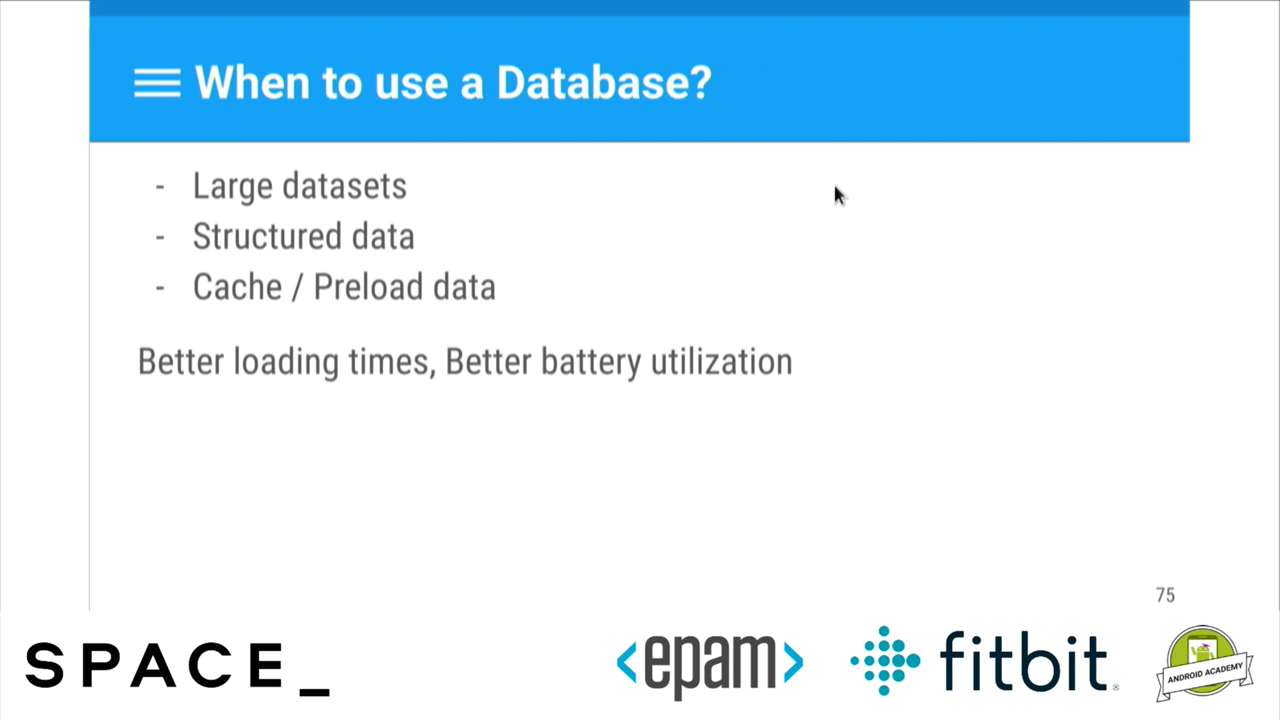 When to use a Database?
- Large datasets
- Structured data
- Cache / Preload data
Better loading times, Better battery utilization
75
SPACE_
<epam>
fitbit®
ANDROID ACADEMY